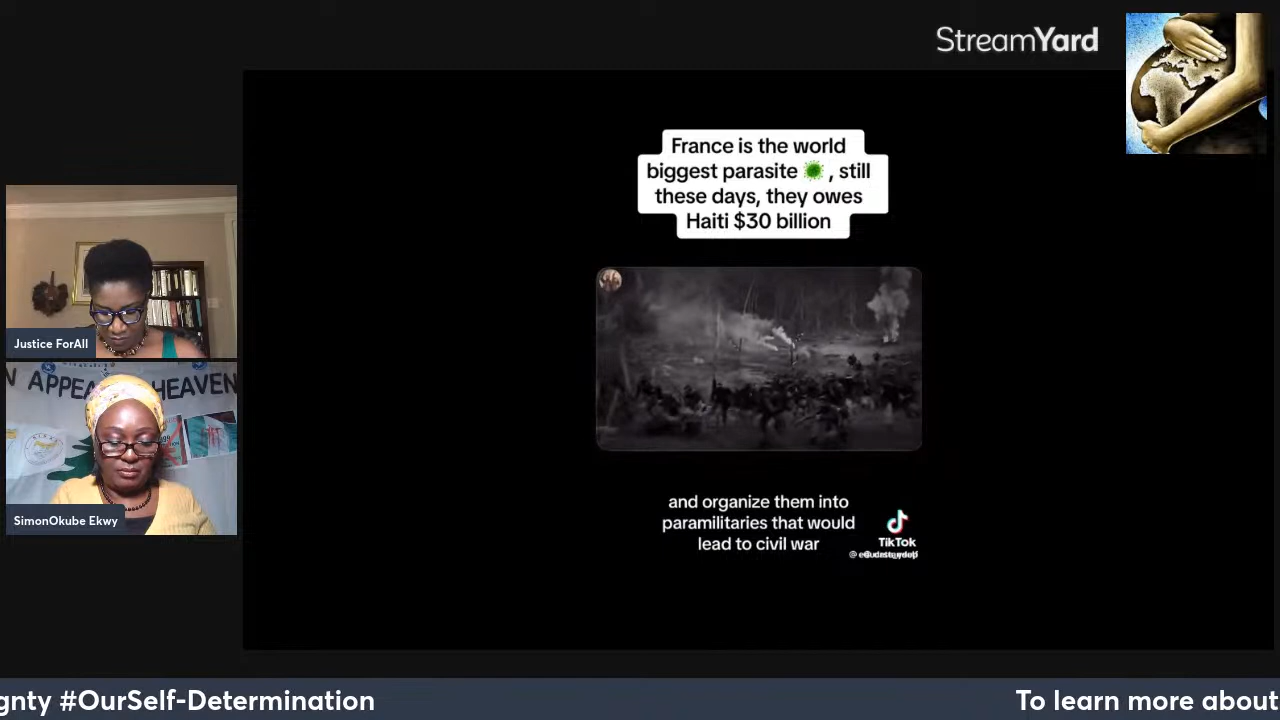 StreamYard
France is the world
biggest parasite 🦠 , still
these days, they owes
Haiti $30 billion
Justice ForAll
N APPEA HEAVEN
SimonOkube Ekwy
and organize them into
paramilitaries that would
lead to civil war
TikTok
gnty #OurSelf-Determination
To learn more about